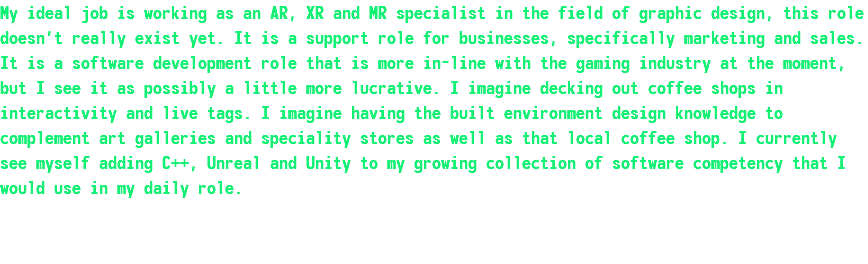 My ideal job is working as an AR, XR and MR specialist in the field of graphic design, this role
doesn't really exist yet. It is a support role for businesses, specifically marketing and sales.
It is a software development role that is more in-line with the gaming industry at the moment,
but I see it as possibly a little more lucrative. I imagine decking out coffee shops in
interactivity and live tags. I imagine having the built environment design knowledge to
complement art galleries and speciality stores as well as that local coffee shop. I currently
see myself adding C++, Unreal and Unity to my growing collection of software competency that I
would use in my daily role.